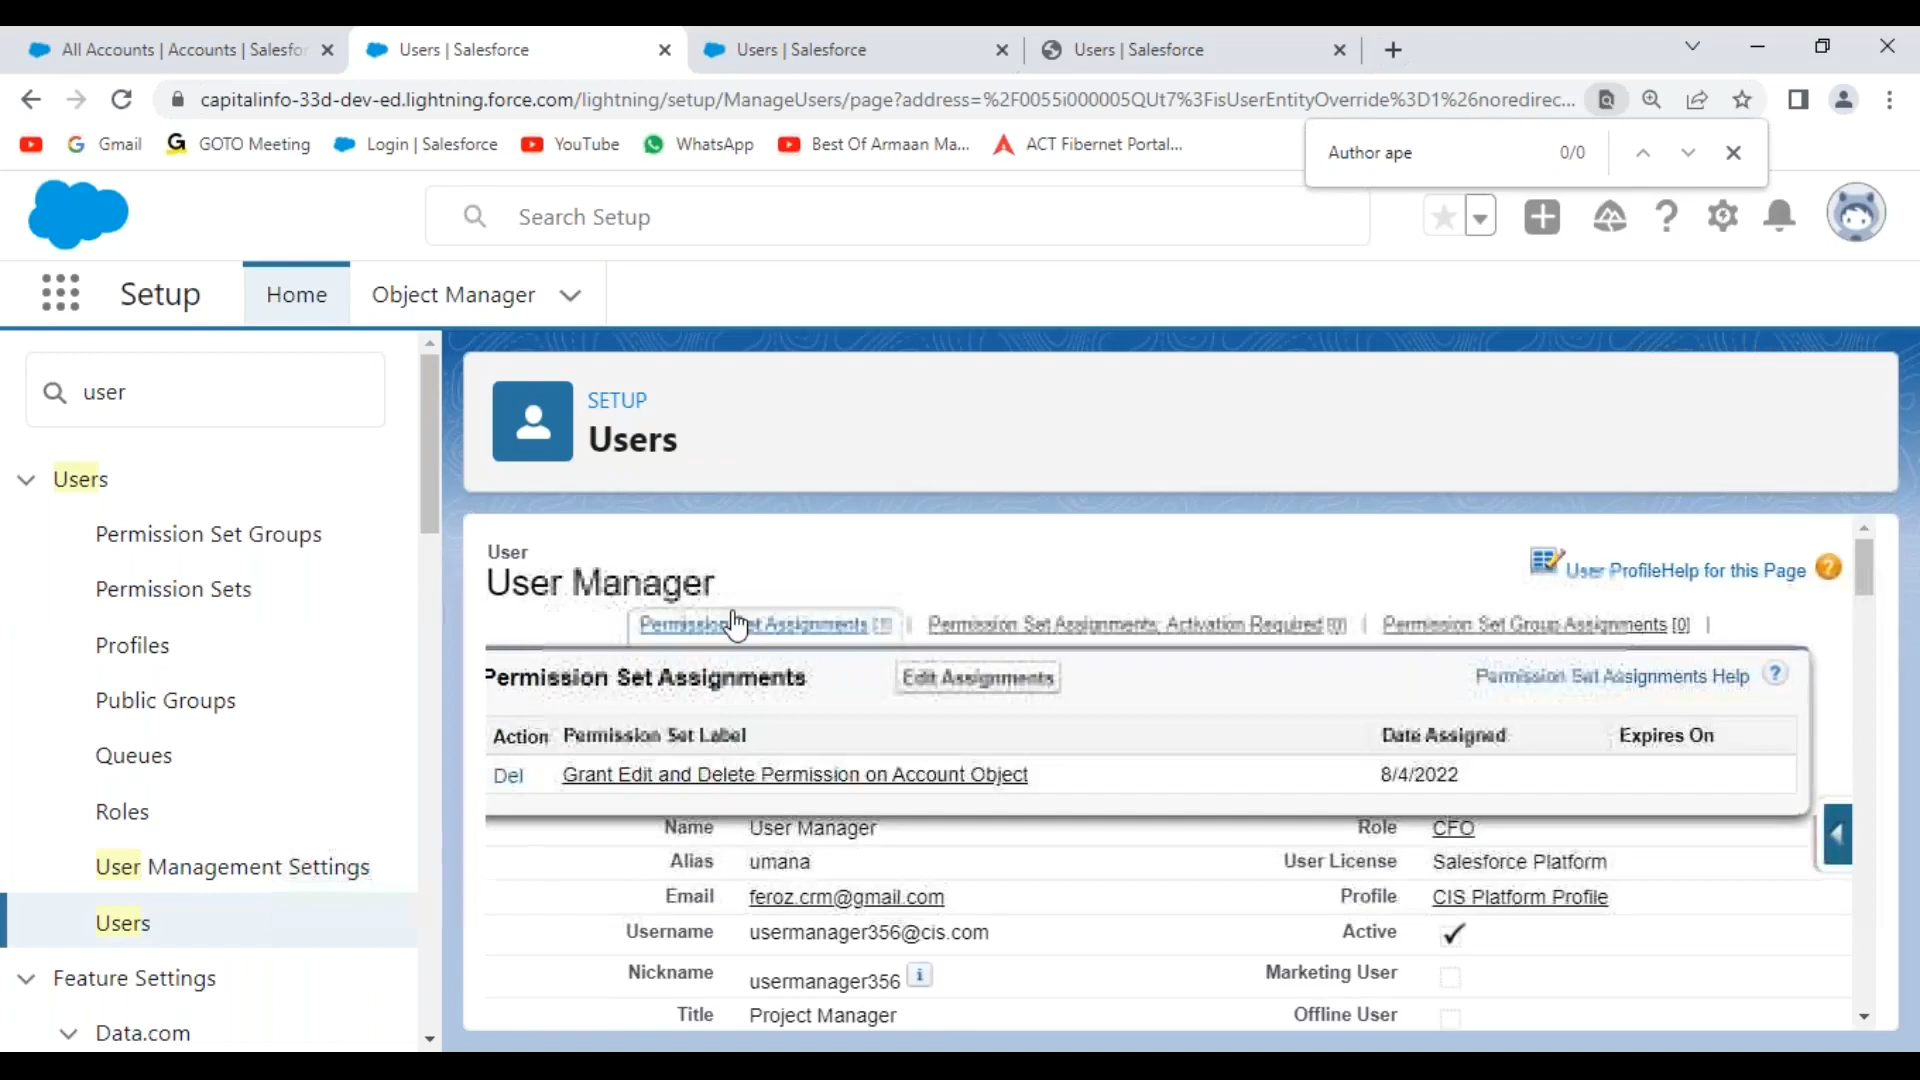 All Accounts | Accounts | Salesfor
Users | Salesforce
Users | Salesforce
Users | Salesforce
capitalinfo-33d-dev-ed.lightning.force.com/lightning/setup/ManageUsers/page?address=%2F0055i000005QUt7%3FisUserEntityOverride%3D1%26noredirec...
Gmail
GOTO Meeting
Login | Salesforce
YouTube
WhatsApp
Best Of Armaan Ma...
ACT Fibernet Portal...
Author ape
0/0
Search Setup
Setup
Home
Object Manager
user
Users
Permission Set Groups
Permission Sets
Profiles
Public Groups
Queues
Roles
User Management Settings
Users
Feature Settings
Data.com
SETUP
Users
User
User Manager
User Profile
Help for this Page
Permission Set Assignments [1]
Permission Set Assignments: Activation Required [0]
Permission Set Group Assignments [0]
Permission Set Assignments
Edit Assignments
Permission Set Assignments Help
Action Permission Set Label Date Assigned Expires On
Del Grant Edit and Delete Permission on Account Object 8/4/2022
Name User Manager Role CFO
Alias umana User License Salesforce Platform
Email feroz.crm@gmail.com Profile CIS Platform Profile
Username usermanager356@cis.com Active
Nickname usermanager356 Marketing User
Title Project Manager Offline User